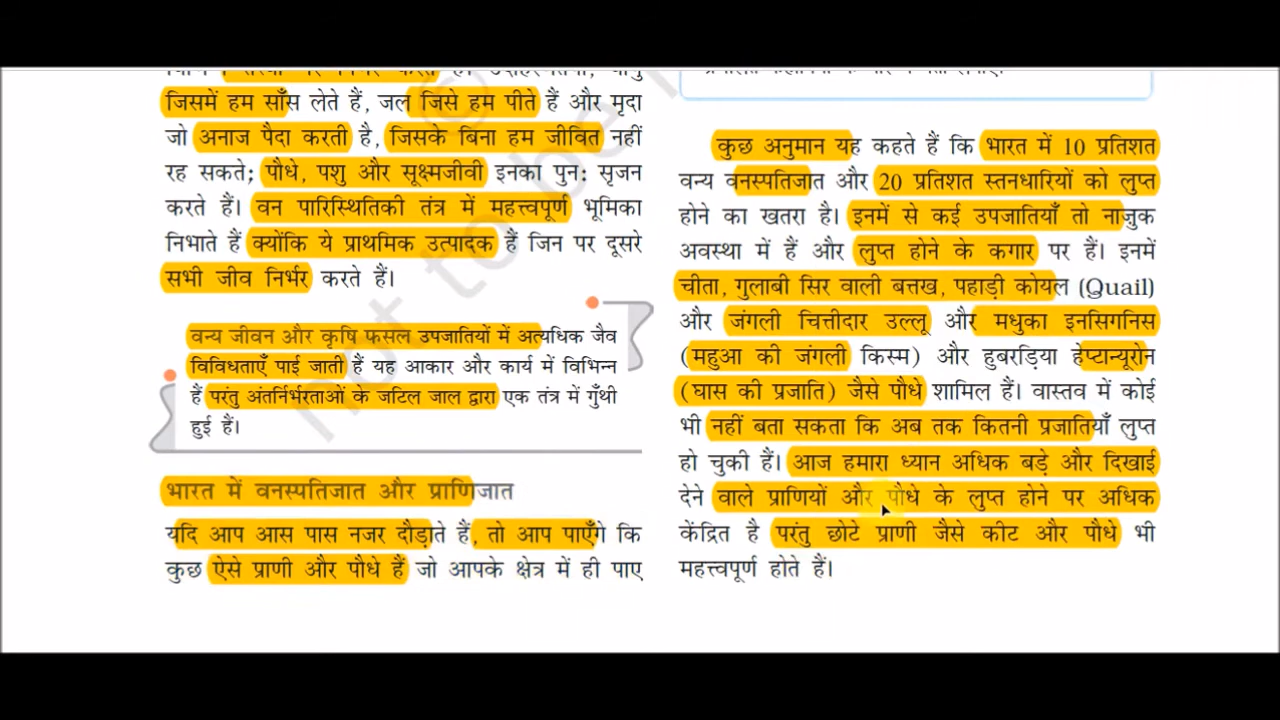 जिसमें हम साँस लेते हैं, जल जिसे हम पीते हैं और मृदा
जो अनाज पैदा करती है, जिसके बिना हम जीवित नहीं
रह सकते; पौधे, पशु और सूक्ष्मजीवी इनका पुन: सृजन
करते हैं। वन पारिस्थितिकी तंत्र में महत्त्वपूर्ण भूमिका
निभाते हैं क्योंकि ये प्राथमिक उत्पादक हैं जिन पर दूसरे
सभी जीव निर्भर करते हैं।
वन्य जीवन और कृषि फसल उपजातियों में अत्यधिक जैव
विविधताएँ पाई जाती हैं यह आकार और कार्य में विभिन्न
हैं परंतु अंतर्निर्भरताओं के जटिल जाल द्वारा एक तंत्र में गुँथी
हुई हैं।
भारत में वनस्पतिजात और प्राणिजात
यदि आप आस पास नजर दौड़ाते हैं, तो आप पाएँगे कि
कुछ ऐसे प्राणी और पौधे हैं जो आपके क्षेत्र में ही पाए
कुछ अनुमान यह कहते हैं कि भारत में 10 प्रतिशत
वन्य वनस्पतिजात और 20 प्रतिशत स्तनधारियों को लुप्त
होने का खतरा है। इनमें से कई उपजातियाँ तो नाजुक
अवस्था में हैं और लुप्त होने के कगार पर हैं। इनमें
चीता, गुलाबी सिर वाली बत्तख, पहाड़ी कोयल (Quail)
और जंगली चित्तीदार उल्लू और मधुका इनसिगनिस
(महुआ की जंगली किस्म) और हुबरड़िया हेप्टान्यूरोन
(घास की प्रजाति) जैसे पौधे शामिल हैं। वास्तव में कोई
भी नहीं बता सकता कि अब तक कितनी प्रजातियाँ लुप्त
हो चुकी हैं। आज हमारा ध्यान अधिक बड़े और दिखाई
देने वाले प्राणियों और पौधे के लुप्त होने पर अधिक
केंद्रित है परंतु छोटे प्राणी जैसे कीट और पौधे भी
महत्त्वपूर्ण होते हैं।
not to be